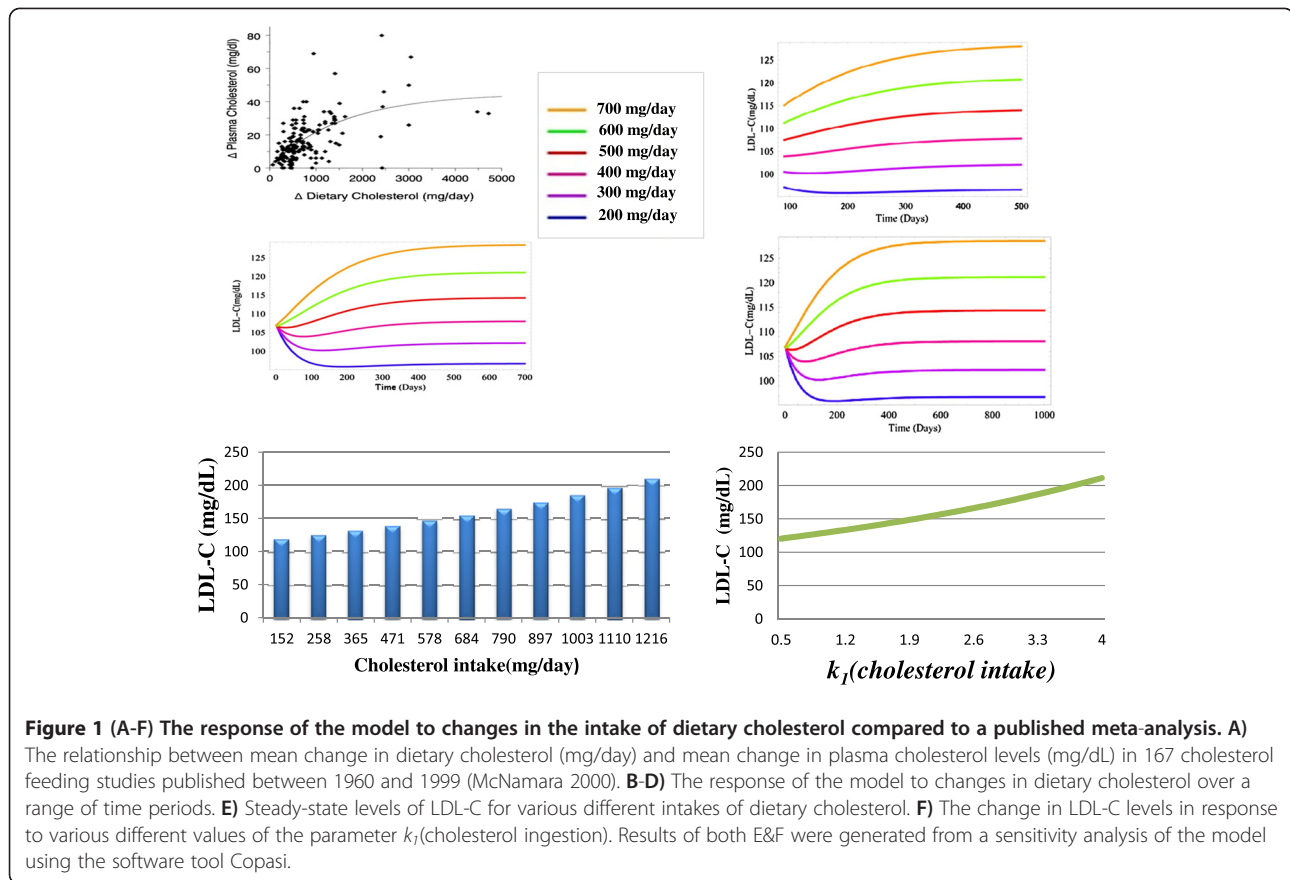 80
60
40
20
0
Δ Plasma Cholesterol (mg/dl)
0 1000 2000 3000 4000 5000
Δ Dietary Cholesterol (mg/day)
700 mg/day
600 mg/day
500 mg/day
400 mg/day
300 mg/day
200 mg/day
125
120
115
110
105
100
LDL-C(mg/dL)
100 200 300 400 500
Time (Days)
125
120
115
110
105
100
LDL-C(mg/dL)
0 100 200 300 400 500 600 700
Time (Days)
125
120
115
110
105
100
LDL-C(mg/dL)
0 200 400 600 800 1000
Time (Days)
250
200
150
100
50
0
LDL-C (mg/dL)
152 258 365 471 578 684 790 897 1003 1110 1216
Cholesterol intake(mg/day)
250
200
150
100
50
0
LDL-C (mg/dL)
0.5 1.2 1.9 2.6 3.3 4
k1(cholesterol intake)
Figure 1 (A-F) The response of the model to changes in the intake of dietary cholesterol compared to a published meta-analysis. A)
The relationship between mean change in dietary cholesterol (mg/day) and mean change in plasma cholesterol levels (mg/dL) in 167 cholesterol
feeding studies published between 1960 and 1999 (McNamara 2000). B-D) The response of the model to changes in dietary cholesterol over a
range of time periods. E) Steady-state levels of LDL-C for various different intakes of dietary cholesterol. F) The change in LDL-C levels in response
to various different values of the parameter k1(cholesterol ingestion). Results of both E&F were generated from a sensitivity analysis of the model
using the software tool Copasi.